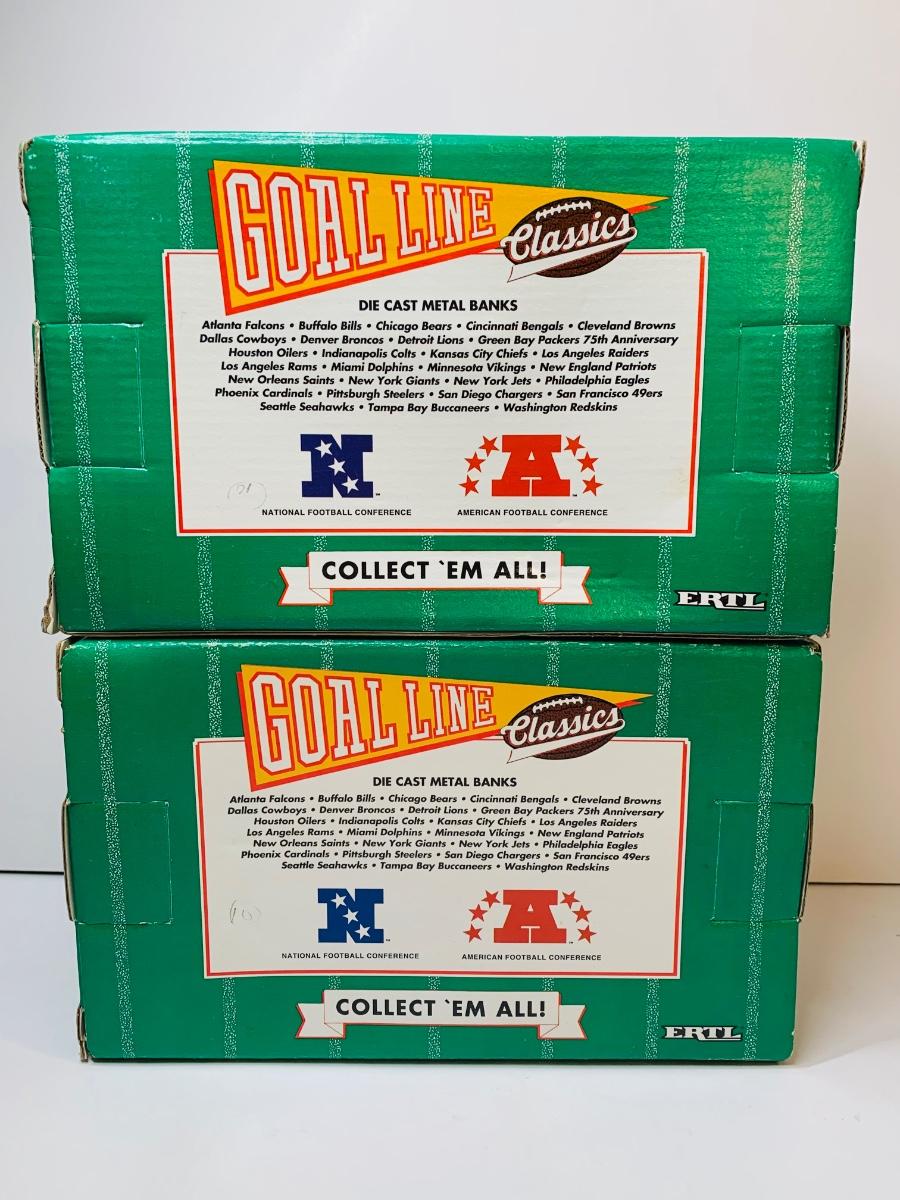 GOAL LINE
Classics
DIE CAST METAL BANKS
Atlanta Falcons • Buffalo Bills • Chicago Bears • Cincinnati Bengals • Cleveland Browns
Dallas Cowboys • Denver Broncos • Detroit Lions • Green Bay Packers 75th Anniversary
Houston Oilers • Indianapolis Colts • Kansas City Chiefs • Los Angeles Raiders
Los Angeles Rams • Miami Dolphins • Minnesota Vikings • New England Patriots
New Orleans Saints • New York Giants • New York Jets • Philadelphia Eagles
Phoenix Cardinals • Pittsburgh Steelers • San Diego Chargers • San Francisco 49ers
Seattle Seahawks • Tampa Bay Buccaneers • Washington Redskins
N A
NATIONAL FOOTBALL CONFERENCE AMERICAN FOOTBALL CONFERENCE
COLLECT `EM ALL!
ERTL
GOAL LINE
Classics
DIE CAST METAL BANKS
Atlanta Falcons • Buffalo Bills • Chicago Bears • Cincinnati Bengals • Cleveland Browns
Dallas Cowboys • Denver Broncos • Detroit Lions • Green Bay Packers 75th Anniversary
Houston Oilers • Indianapolis Colts • Kansas City Chiefs • Los Angeles Raiders
Los Angeles Rams • Miami Dolphins • Minnesota Vikings • New England Patriots
New Orleans Saints • New York Giants • New York Jets • Philadelphia Eagles
Phoenix Cardinals • Pittsburgh Steelers • San Diego Chargers • San Francisco 49ers
Seattle Seahawks • Tampa Bay Buccaneers • Washington Redskins
N A
NATIONAL FOOTBALL CONFERENCE AMERICAN FOOTBALL CONFERENCE
COLLECT `EM ALL!
ERTL